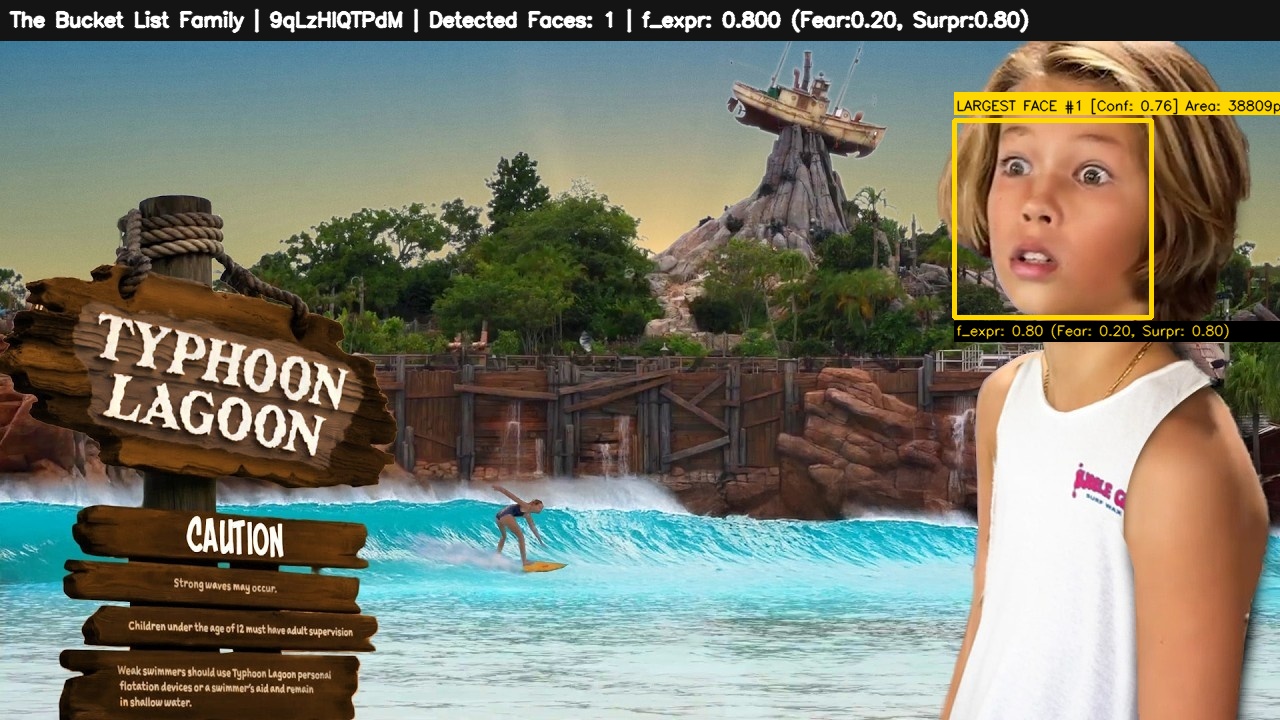 The Bucket List Family | 9qLzHIQTPdM | Detected Faces: 1 | f_expr: 0.800 (Fear:0.20, Surpr:0.80)
LARGEST FACE #1 [Conf: 0.76] Area: 38809p
f_expr: 0.80 (Fear: 0.20, Surpr: 0.80)
TYPHOON
LAGOON
CAUTION
Strong waves may occur.
Children under the age of 12 must have adult supervision
Weak swimmers should use Typhoon Lagoon personal
flotation devices or a swimmer's aid and remain
in shallow water.